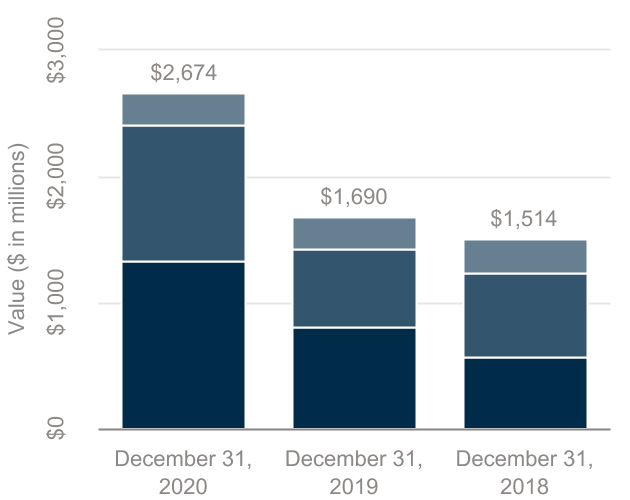 $3,000
$2,674
$2,000
$1,690
$1,514
Value ($ in millions)
$1,000
$0
December 31,
2020
December 31,
2019
December 31,
2018